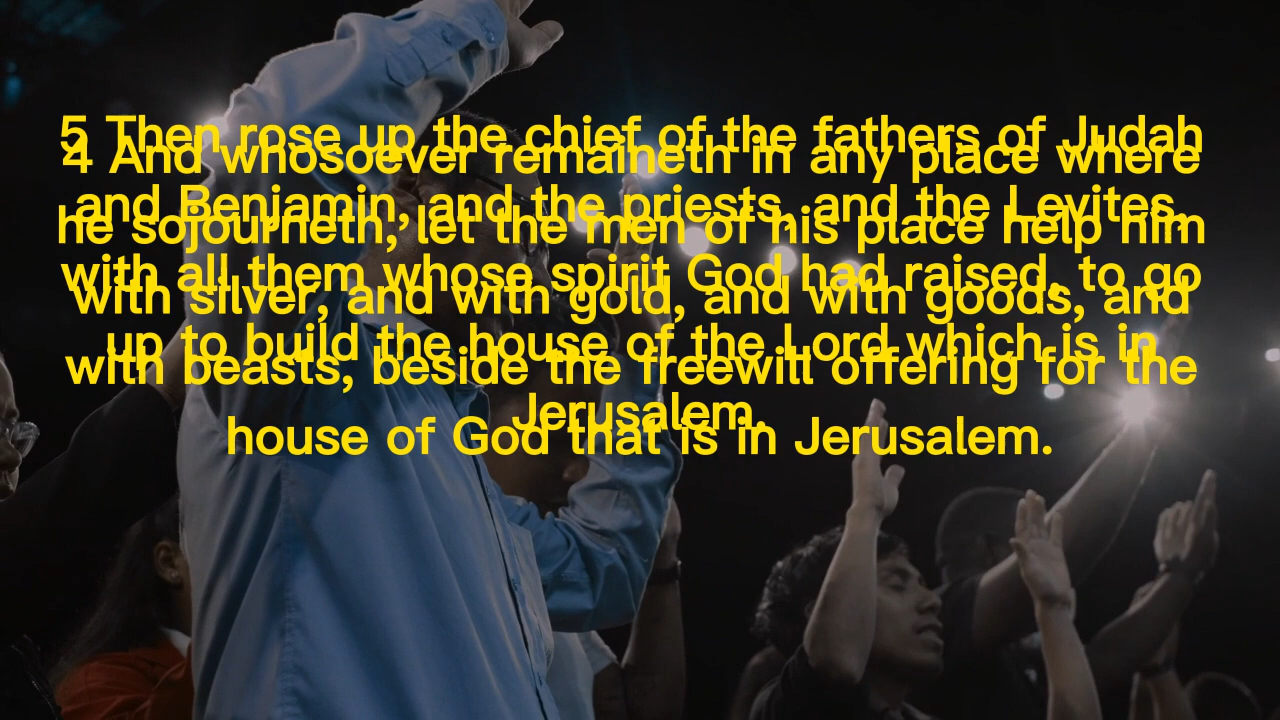 5 Then rose up the chief of the fathers of Judah
and Benjamin, and the priests, and the Levites,
with all them whose spirit God had raised, to go
up to build the house of the Lord which is in
Jerusalem.
4 And whosoever remaineth in any place where
he sojourneth, let the men of his place help him
with silver, and with gold, and with goods, and
with beasts, beside the freewill offering for the
house of God that is in Jerusalem.